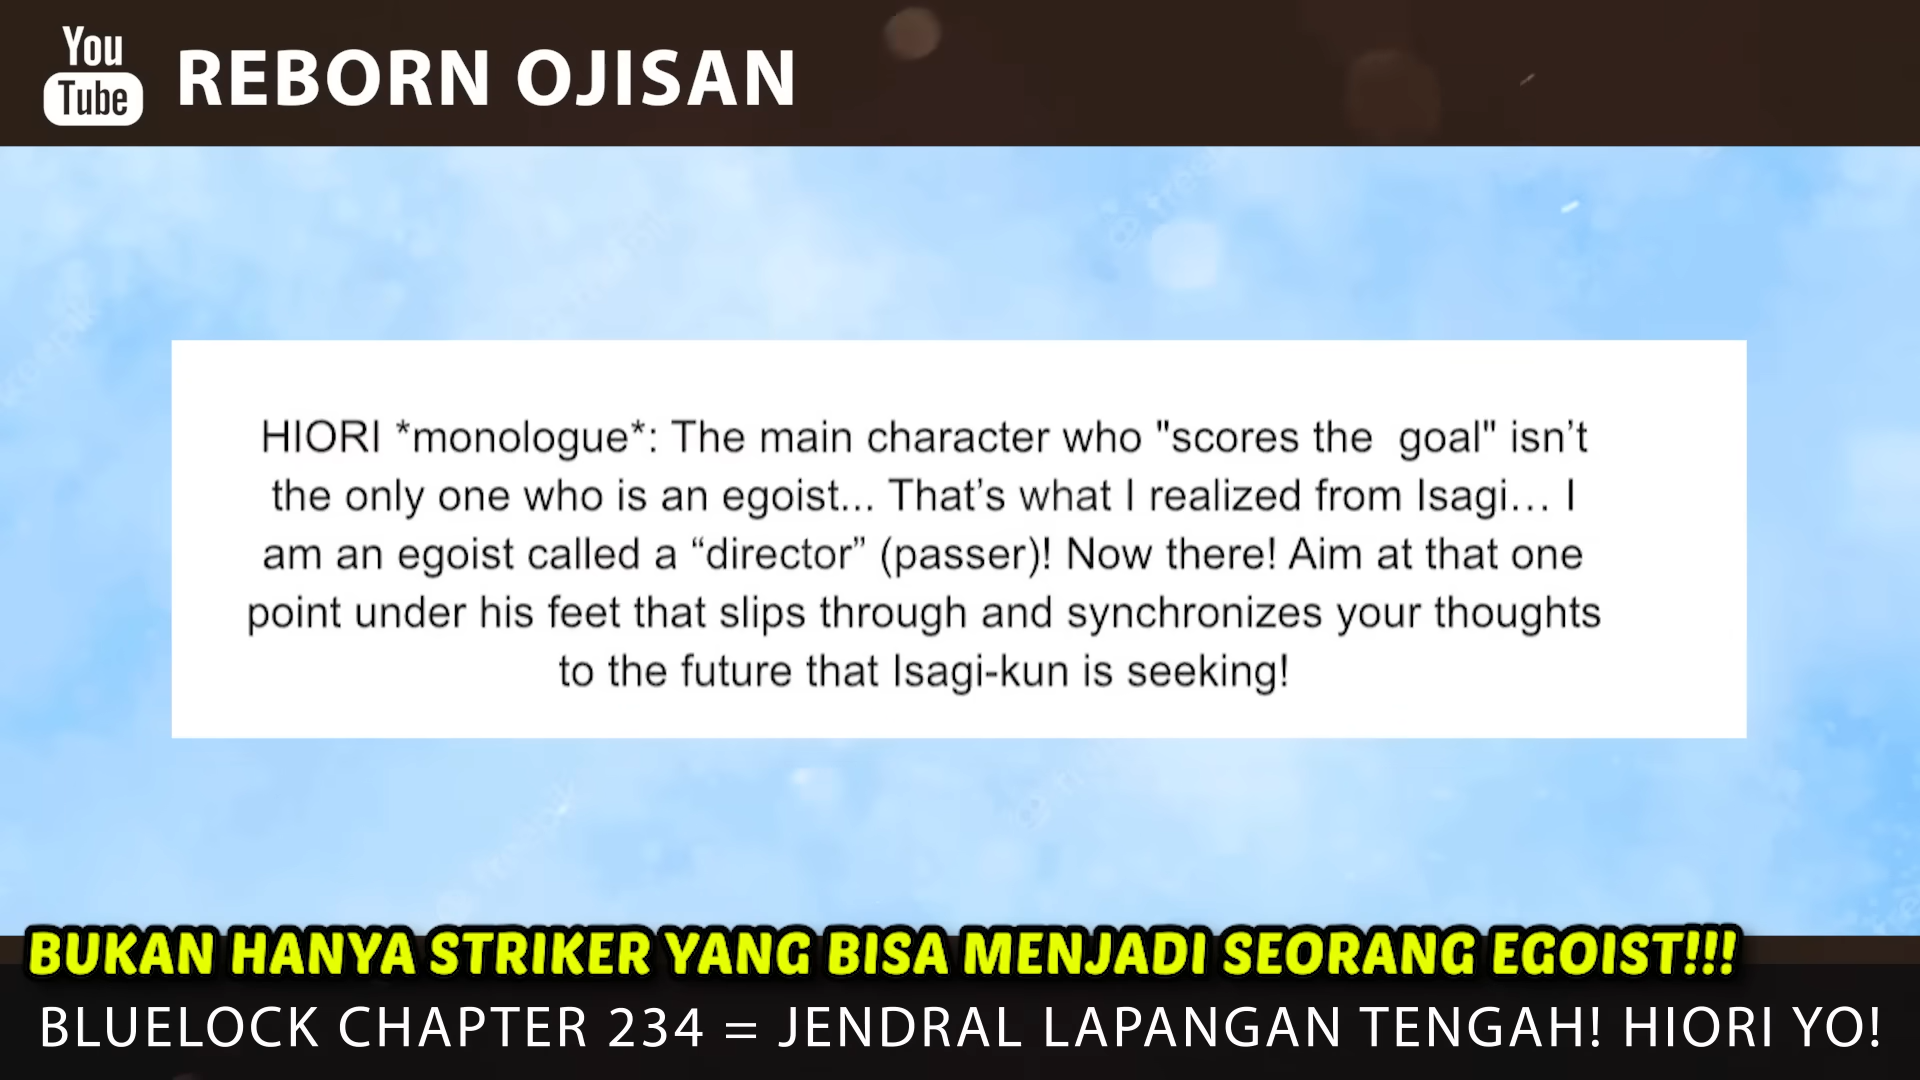 You
Tube
REBORN OJISAN
HIORI *monologue*: The main character who "scores the  goal" isn’t
the only one who is an egoist... That’s what I realized from Isagi… I
am an egoist called a “director” (passer)! Now there! Aim at that one
point under his feet that slips through and synchronizes your thoughts
to the future that Isagi-kun is seeking!
BUKAN HANYA STRIKER YANG BISA MENJADI SEORANG EGOIST!!!
BLUELOCK CHAPTER 234 = JENDRAL LAPANGAN TENGAH! HIORI YO!